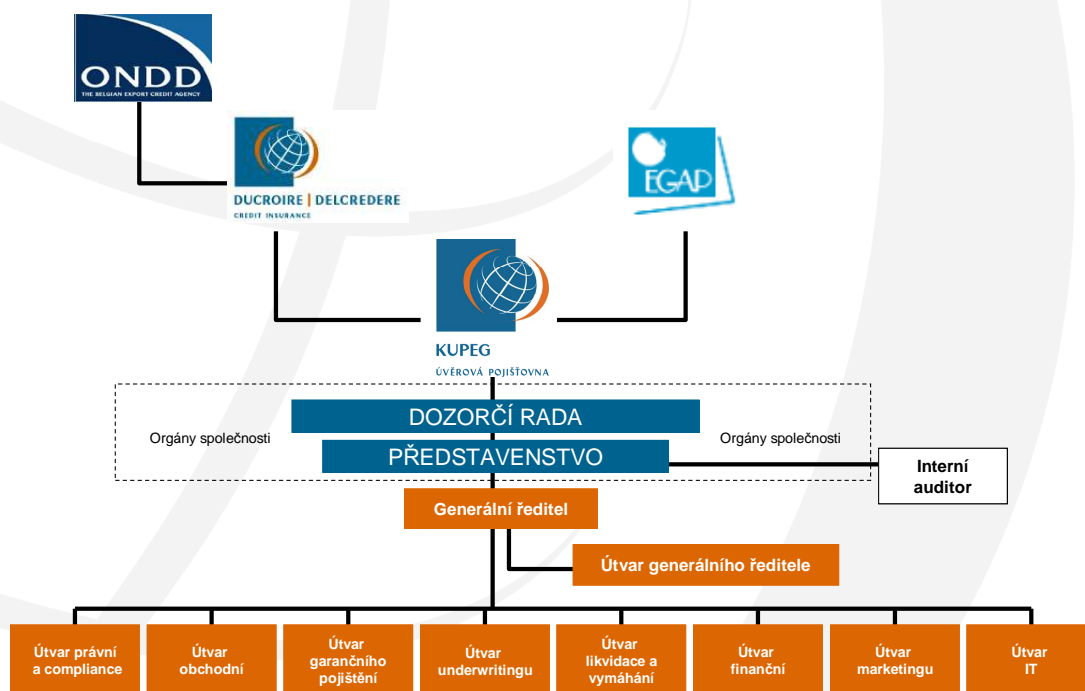 ONDD
THE BELGIAN EXPORT CREDIT AGENCY
DUCROIRE | DELCREDERE
CREDIT INSURANCE
EGAP
KUPEG
ÚVĚROVÁ POJIŠŤOVNA
DOZORČÍ RADA
Orgány společnosti
Orgány společnosti
PŘEDSTAVENSTVO
Interní
auditor
Generální ředitel
Útvar generálního ředitele
Útvar právní
a compliance
Útvar
obchodní
Útvar
garančního
pojištění
Útvar
underwritingu
Útvar
likvidace a
vymáhání
Útvar
finanční
Útvar
marketingu
Útvar
IT